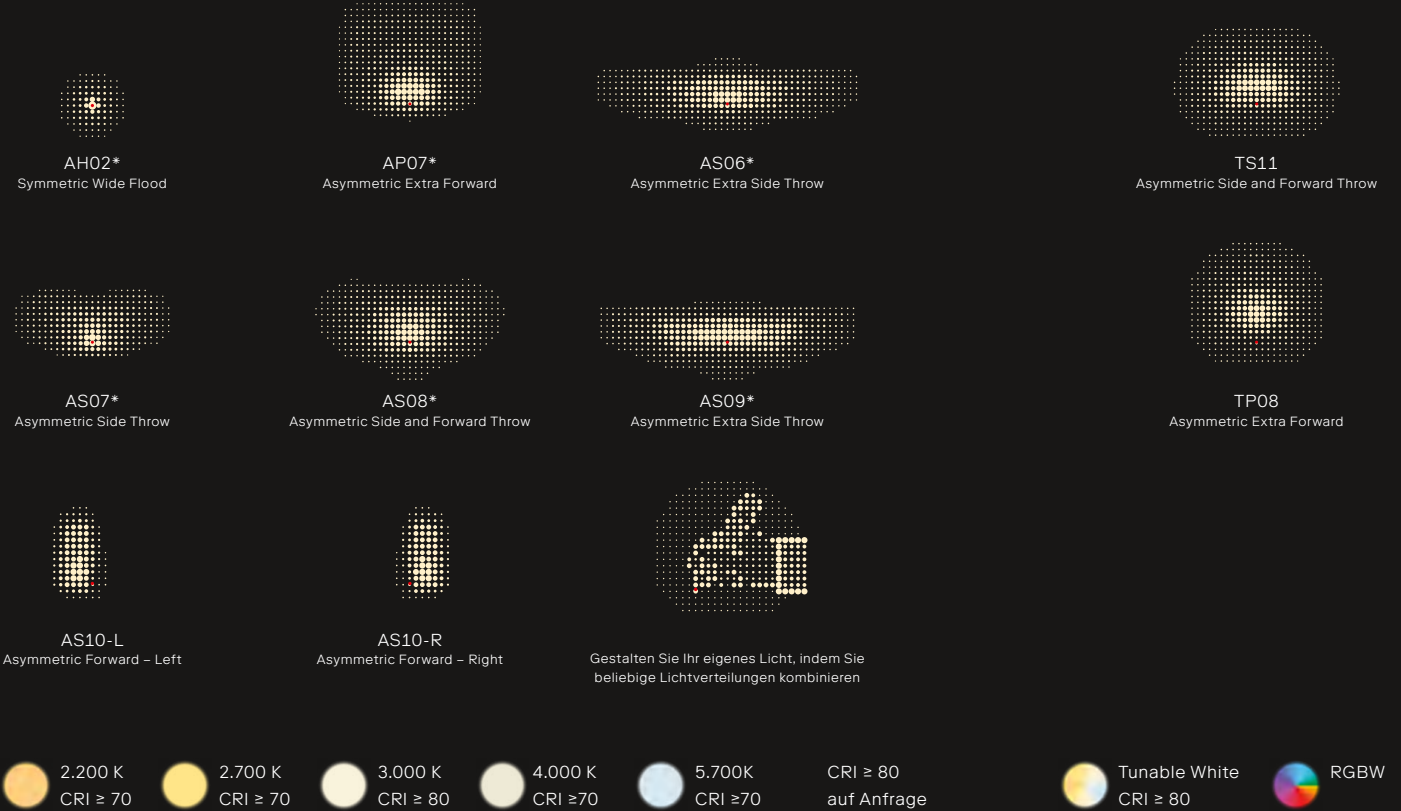 AH02*
Symmetric Wide Flood
AP07*
Asymmetric Extra Forward
AS06*
Asymmetric Extra Side Throw
TS11
Asymmetric Side and Forward Throw
AS07*
Asymmetric Side Throw
AS08*
Asymmetric Side and Forward Throw
AS09*
Asymmetric Extra Side Throw
TP08
Asymmetric Extra Forward
AS10-L
Asymmetric Forward – Left
AS10-R
Asymmetric Forward – Right
Gestalten Sie Ihr eigenes Licht, indem Sie
beliebige Lichtverteilungen kombinieren
2.200 K
CRI ≥ 70
2.700 K
CRI ≥ 70
3.000 K
CRI ≥ 80
4.000 K
CRI ≥70
5.700K
CRI ≥70
CRI ≥ 80
auf Anfrage
Tunable White
CRI ≥ 80
RGBW